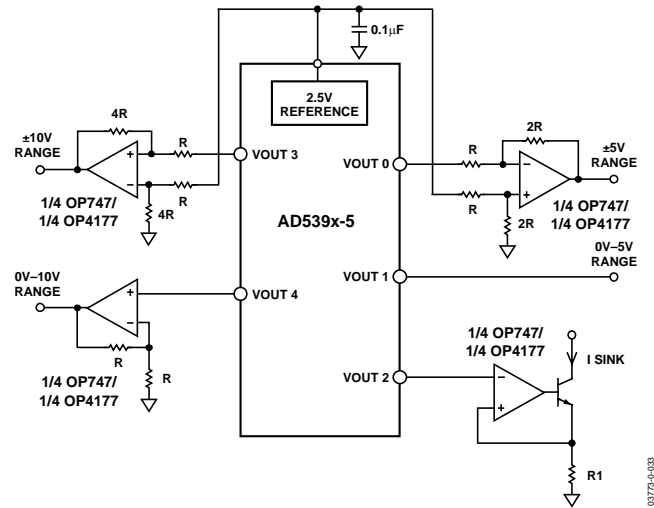 0.1µF
2.5V
REFERENCE
4R
±10V
RANGE
+
R
VOUT 3
−
R
1/4 OP747/
1/4 OP4177
4R
AD539x-5
VOUT 0
R
2R
−
+
R
2R
±5V
RANGE
1/4 OP747/
1/4 OP4177
0V–5V
RANGE
VOUT 1
0V–10V
RANGE
+
−
VOUT 4
R
R
1/4 OP747/
1/4 OP4177
1/4 OP747/
1/4 OP4177
VOUT 2
−
+
I SINK
R1
03773-0-033